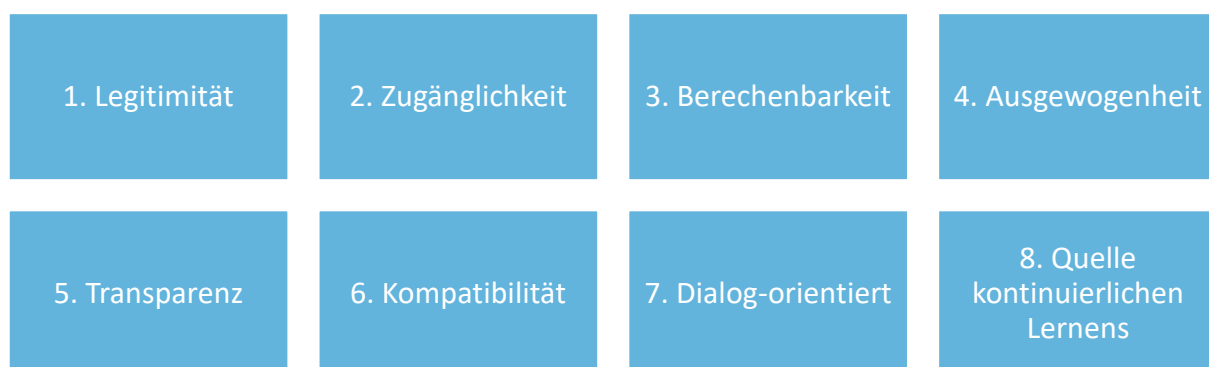 1. Legitimität
2. Zugänglichkeit
3. Berechenbarkeit
4. Ausgewogenheit
5. Transparenz
6. Kompatibilität
7. Dialog-orientiert
8. Quelle
kontinuierlichen
Lernens